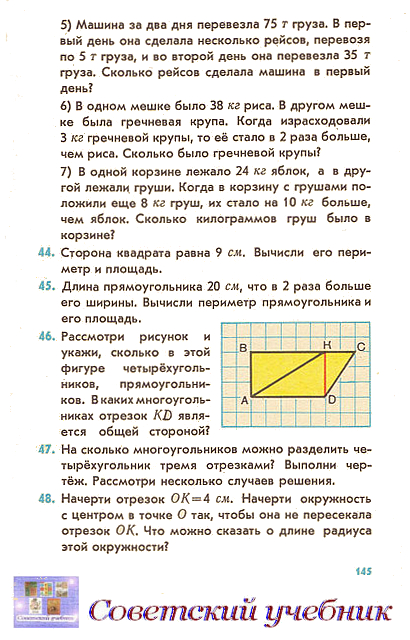 5) Машина за два дня перевезла 75 т груза. В пер-
вый день она сделала несколько рейсов, перевозя
по 5 т груза, и во второй день она перевезла 35 т
груза. Сколько рейсов сделала машина в первый
день?
6) В одном мешке было 38 кг риса. В другом меш-
ке была гречневая крупа. Когда израсходовали
3 кг гречневой крупы, то её стало в 2 раза больше,
чем риса. Сколько было гречневой крупы?
7) В одной корзине лежало 24 кг яблок, а в дру-
гой лежали груши. Когда в корзину с грушами по-
ложили еще 8 кг груш, их стало на 10 кг больше,
чем яблок. Сколько килограммов груш было в
корзине?
44. Сторона квадрата равна 9 см. Вычисли его пери-
метр и площадь.
45. Длина прямоугольника 20 см, что в 2 раза больше
его ширины. Вычисли периметр прямоугольника и
его площадь.
46. Рассмотри рисунок и
укажи, сколько в этой
фигуре четырёхуголь-
ников, прямоугольни-
ков. В каких многоуголь-
никах отрезок KD явля-
ется общей стороной?
B K C
A D
47. На сколько многоугольников можно разделить че-
тырёхугольник тремя отрезками? Выполни чер-
тёж. Рассмотри несколько случаев решения.
48. Начерти отрезок OK=4 см. Начерти окружность
с центром в точке O так, чтобы она не пересекала
отрезок OK. Что можно сказать о длине радиуса
этой окружности?
145
Советский учебник